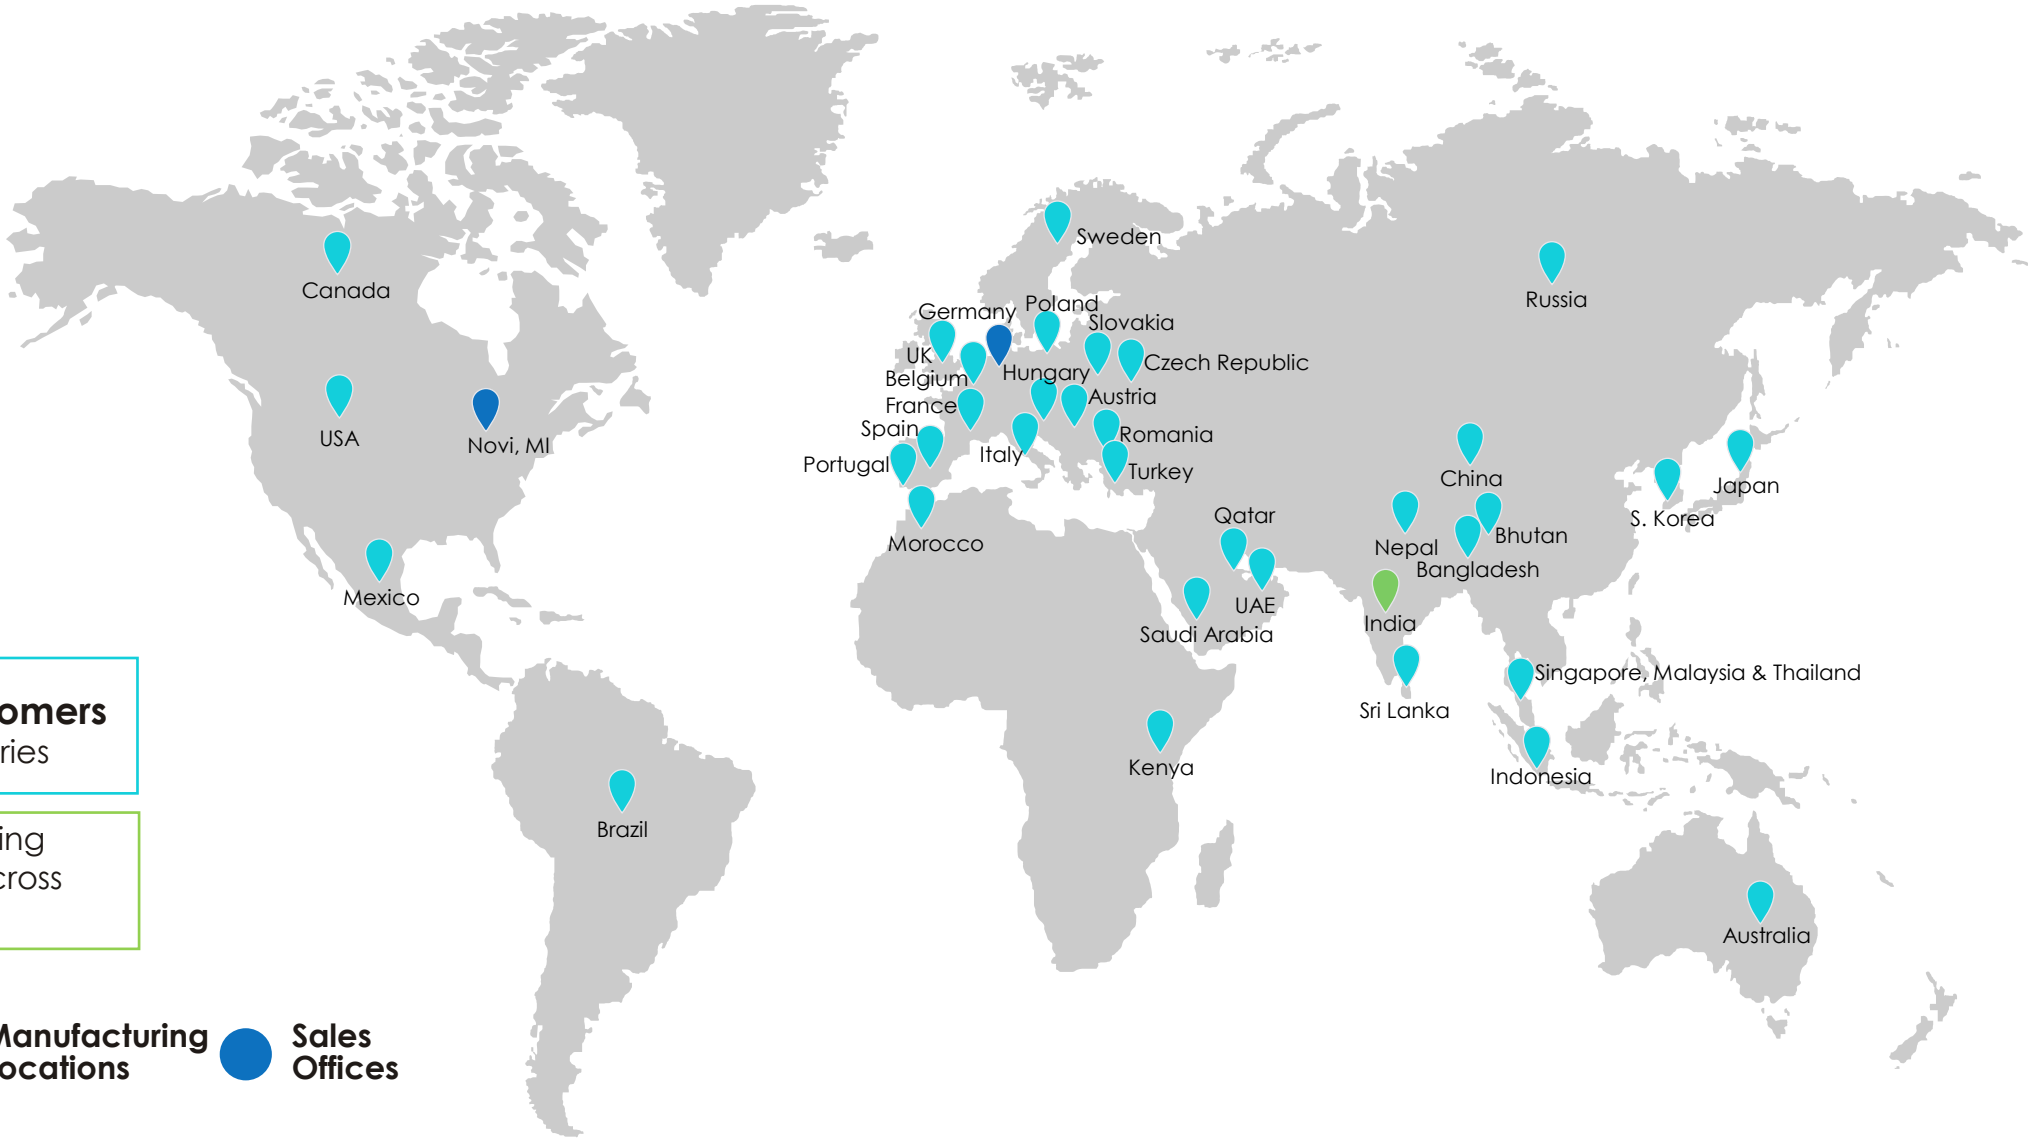 Sweden
Canada
Russia
Germany
Poland
Slovakia
UK
Czech Republic
Belgium
Hungary
Austria
France
Spain
Romania
USA
Novi, MI
Italy
Portugal
Turkey
China
Japan
Qatar
S. Korea
Bhutan
Morocco
Nepal
Bangladesh
Mexico
UAE
India
Saudi Arabia
Singapore, Malaysia & Thailand
Sri Lanka
Kenya
Indonesia
Brazil
Australia
omers
ries
ing
cross
Manufacturing
ocations
Sales
Offices